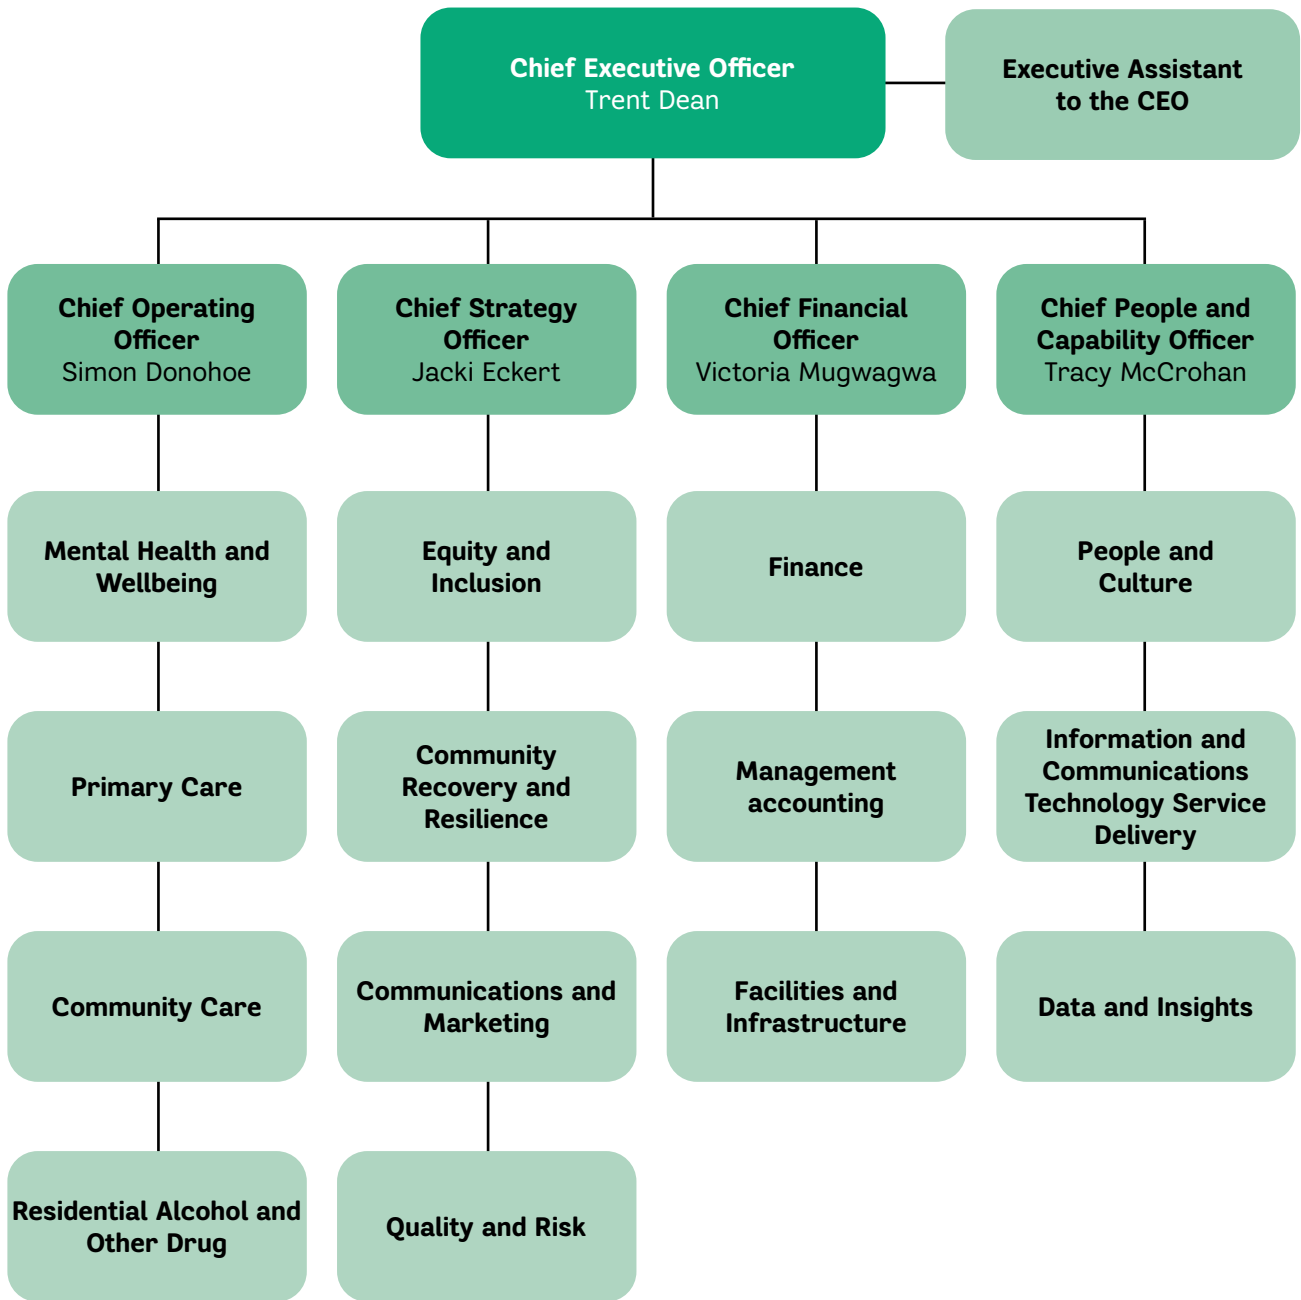 Chief Executive Officer
Trent Dean
Executive Assistant
to the CEO
Chief Operating
Officer
Simon Donohoe
Chief Strategy
Officer
Jacki Eckert
Chief Financial
Officer
Victoria Mugwagwa
Chief People and
Capability Officer
Tracy McCrohan
Mental Health and
Wellbeing
Equity and
Inclusion
Finance
People and
Culture
Primary Care
Community
Recovery and
Resilience
Management
accounting
Information and
Communications
Technology Service
Delivery
Community Care
Communications and
Marketing
Facilities and
Infrastructure
Data and Insights
Residential Alcohol and
Other Drug
Quality and Risk